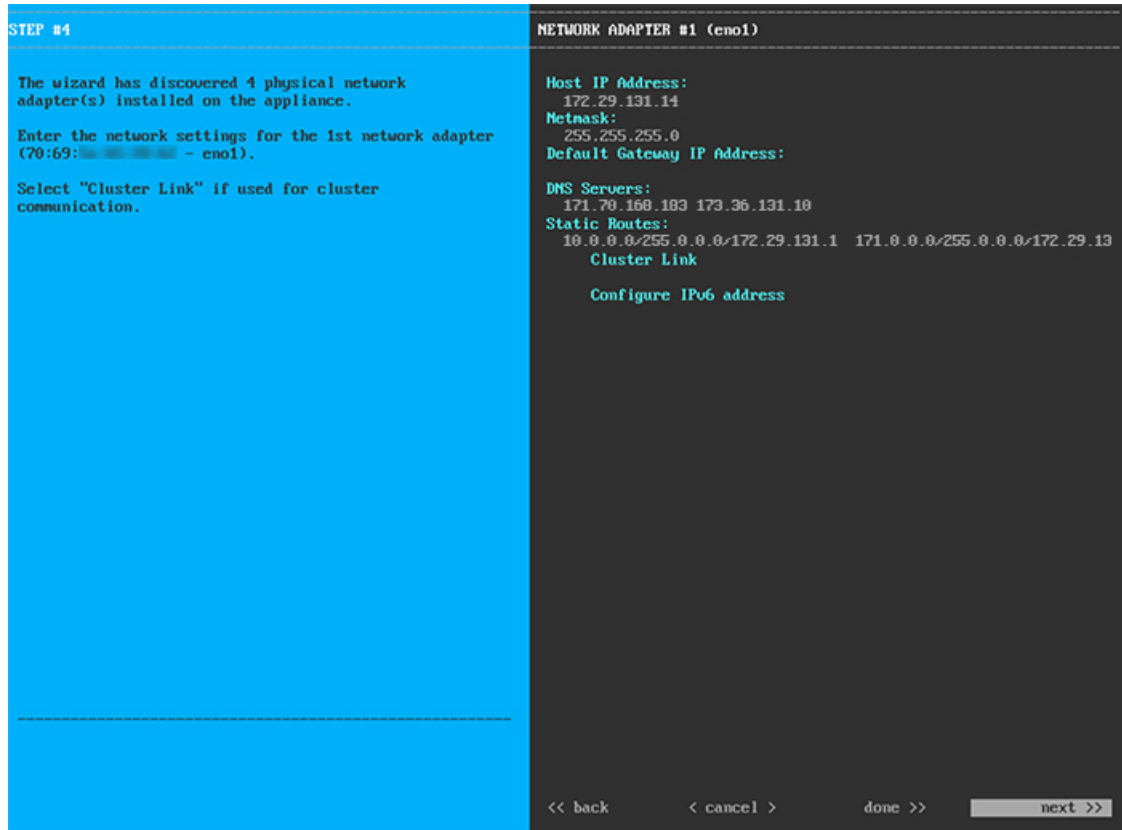 STEP #4
The wizard has discovered 4 physical network
adapter(s) installed on the appliance.
Enter the network settings for the 1st network adapter
(70:69: - eno1).
Select "Cluster Link" if used for cluster
communication.
NETWORK ADAPTER #1 (eno1)
Host IP Address:
172.29.131.14
Netmask:
255.255.255.0
Default Gateway IP Address:
DNS Servers:
171.70.168.183 173.36.131.10
Static Routes:
10.0.0.0/255.0.0.0/172.29.131.1 171.0.0.0/255.0.0.0/172.29.13
Cluster Link
Configure IPv6 address
<< back < cancel > done >> next >>